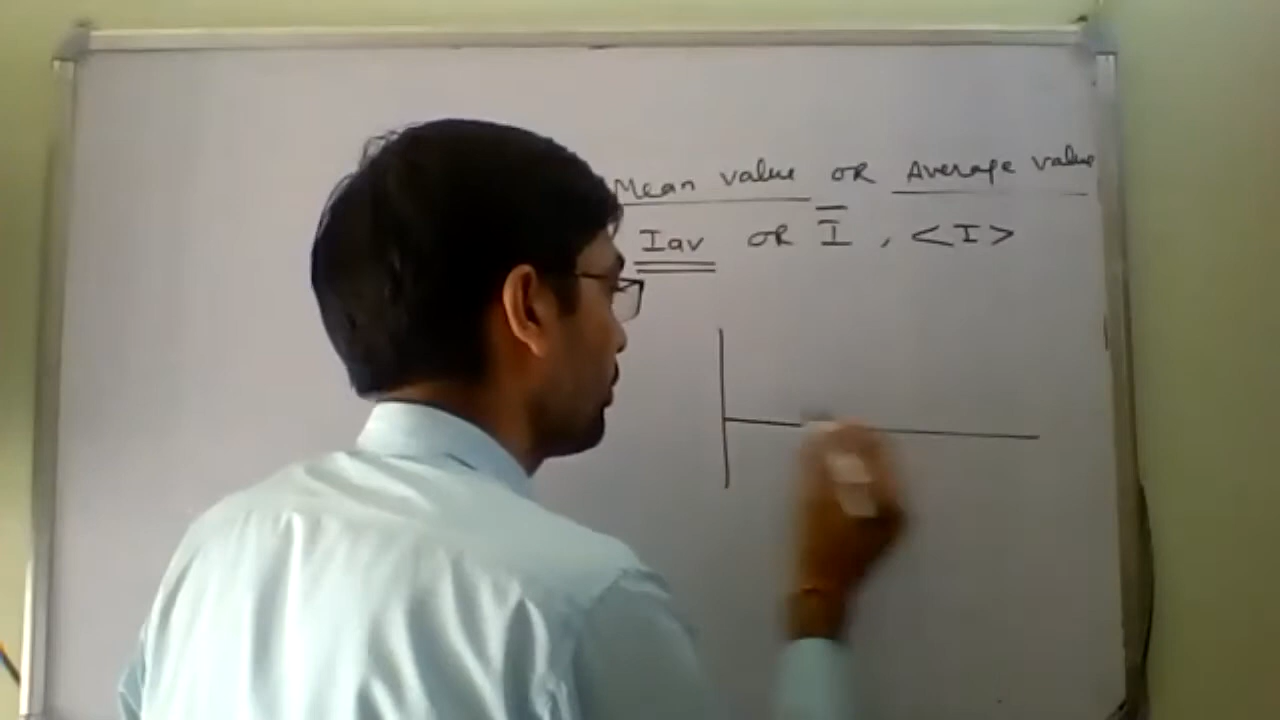 Mean value OR Average value
Iav OR Ī , <I>